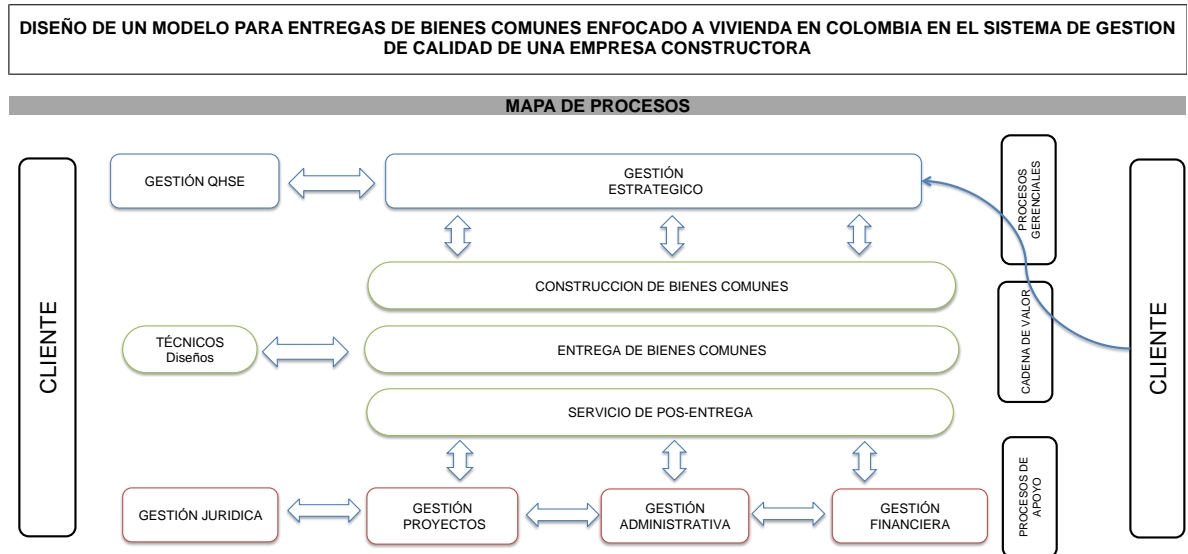 DISEÑO DE UN MODELO PARA ENTREGAS DE BIENES COMUNES ENFOCADO A VIVIENDA EN COLOMBIA EN EL SISTEMA DE GESTION
DE CALIDAD DE UNA EMPRESA CONSTRUCTORA
MAPA DE PROCESOS
CLIENTE
GESTIÓN QHSE
GESTIÓN
ESTRATEGICO
PROCESOS
GERENCIALES
CONSTRUCCION DE BIENES COMUNES
TÉCNICOS
Diseños
ENTREGA DE BIENES COMUNES
CADENA DE VALOR
CLIENTE
SERVICIO DE POS-ENTREGA
GESTIÓN JURIDICA
GESTIÓN
PROYECTOS
GESTIÓN
ADMINISTRATIVA
GESTIÓN
FINANCIERA
PROCESOS DE
APOYO